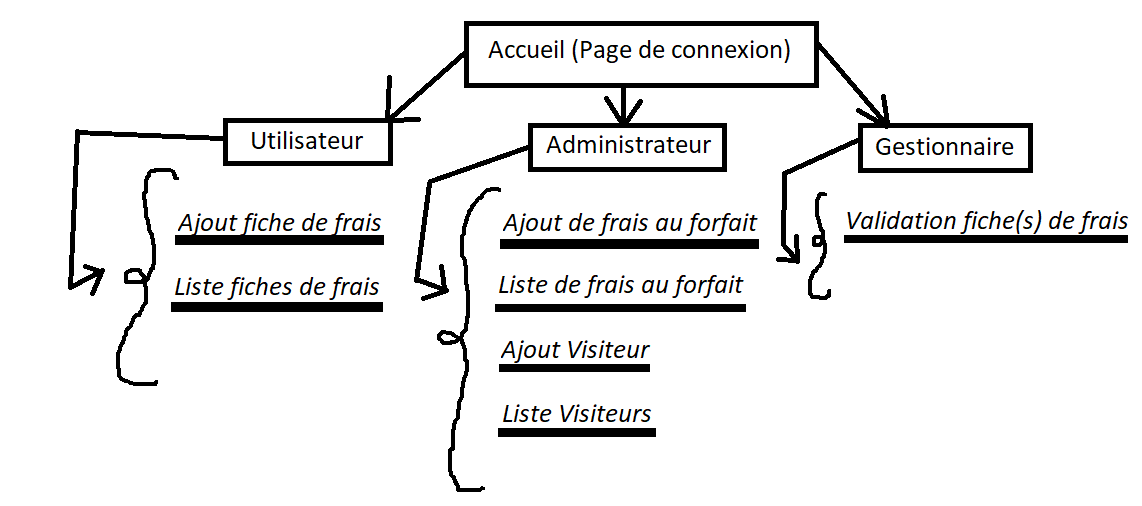 Accueil (Page de connexion)
Utilisateur
Administrateur
Gestionnaire
Ajout fiche de frais
Liste fiches de frais
Ajout de frais au forfait
Liste de frais au forfait
Ajout Visiteur
Liste Visiteurs
Validation fiche(s) de frais